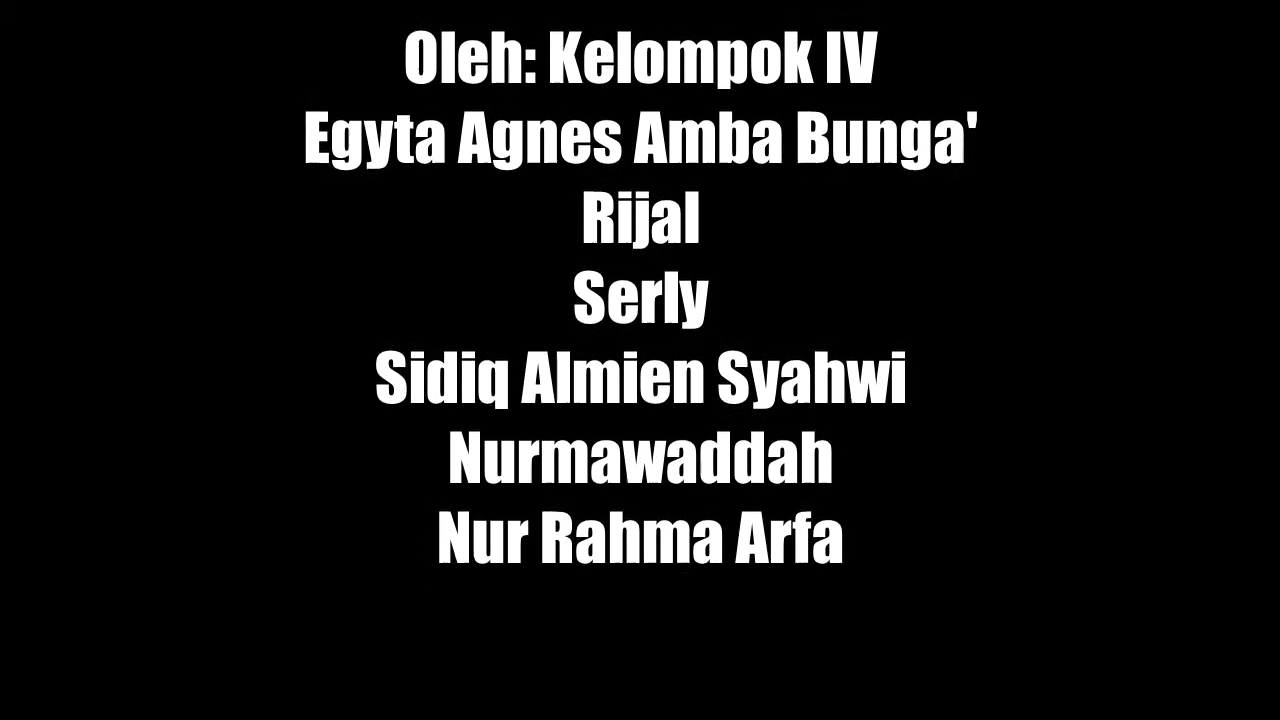 Oleh: Kelompok IV
Egyta Agnes Amba Bunga'
Rijal
Serly
Sidiq Almien Syahwi
Nurmawaddah
Nur Rahma Arfa